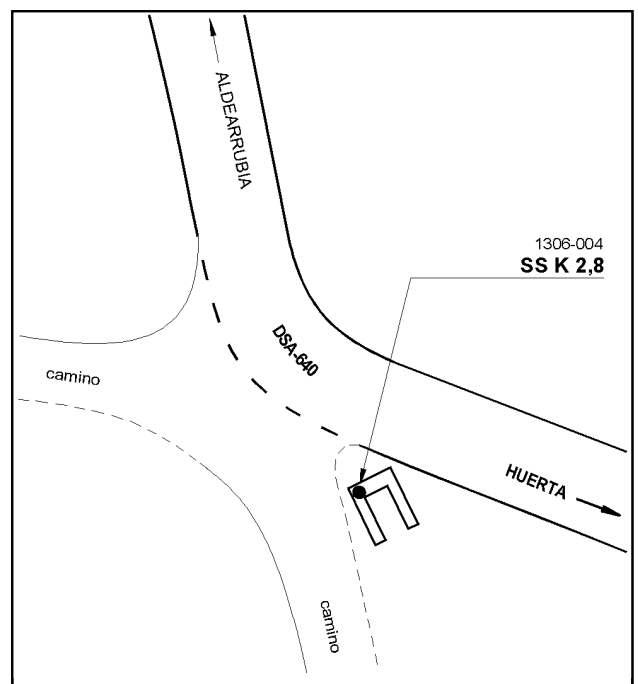 ALDEARRUBIA
1306-004
SS K 2,8
DSA-640
camino
HUERTA
camino